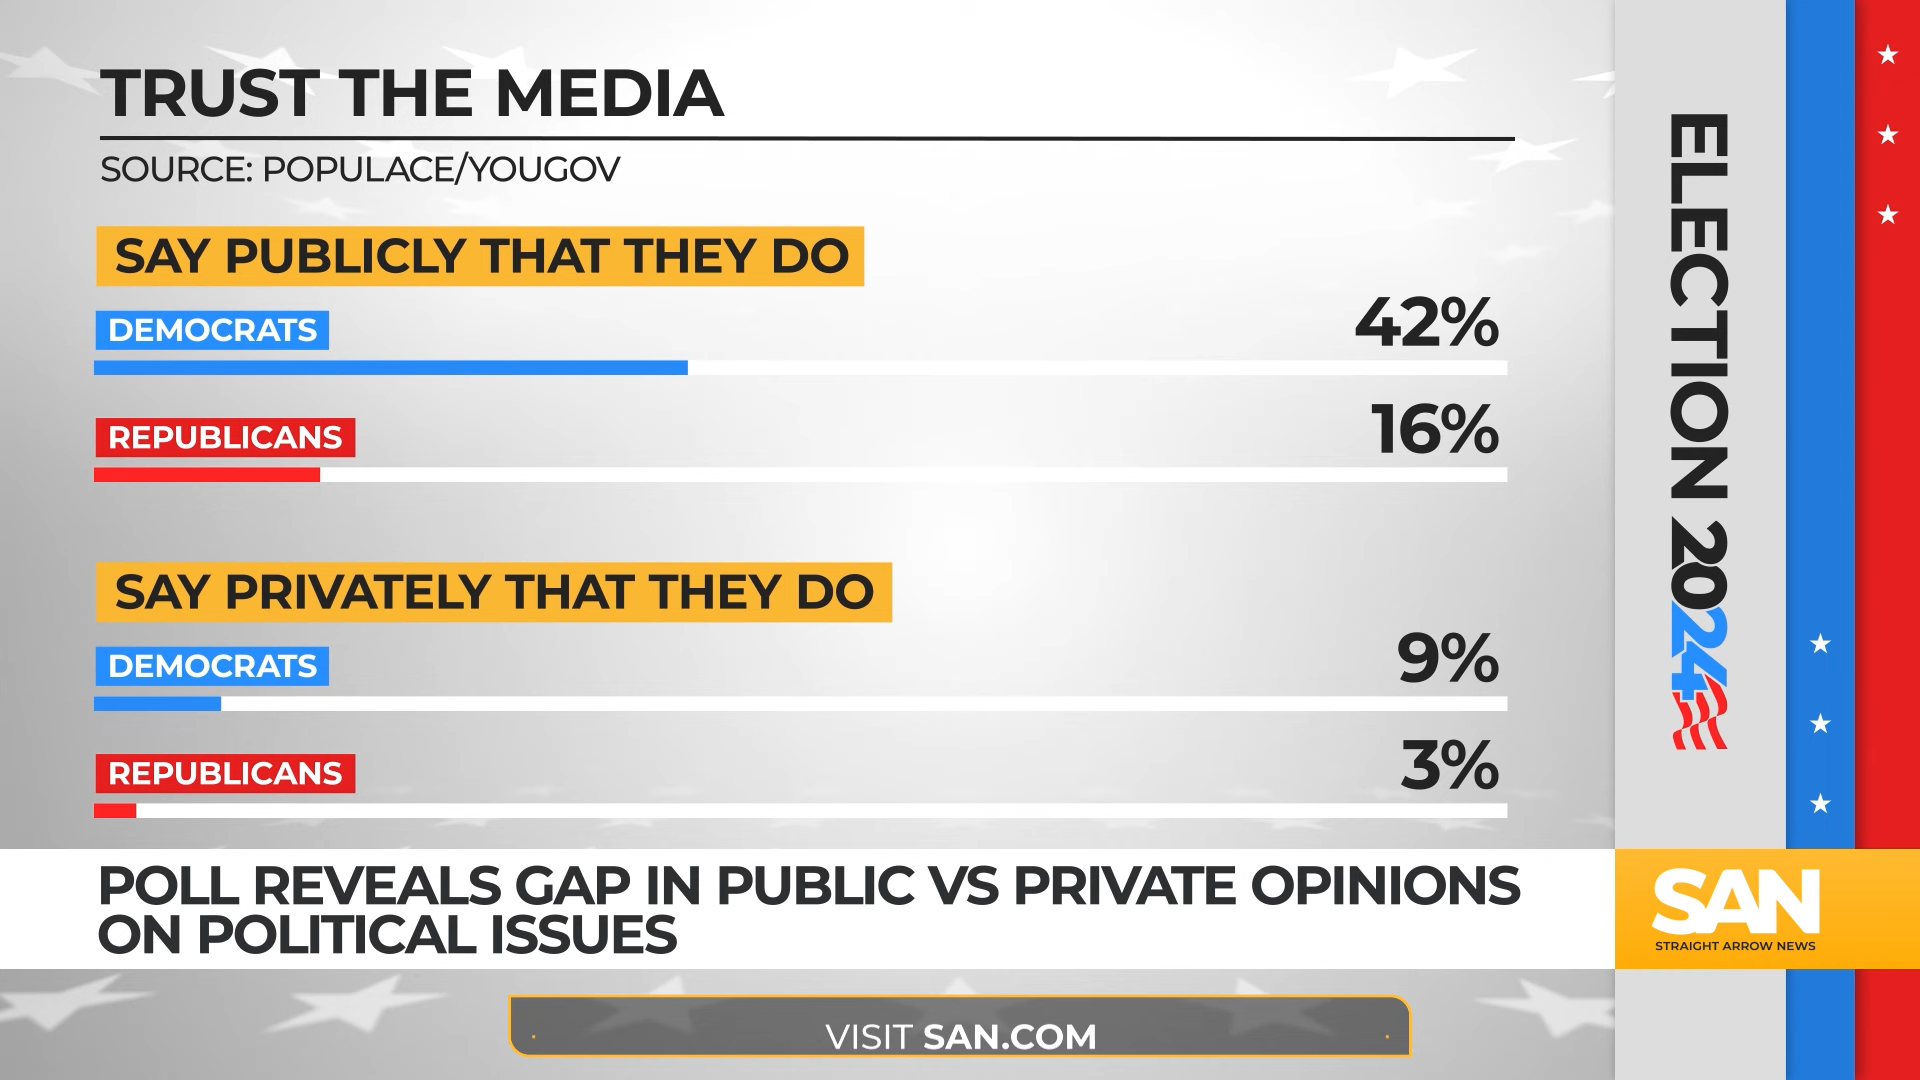 TRUST THE MEDIA
SOURCE: POPULACE/YOUGOV
SAY PUBLICLY THAT THEY DO
DEMOCRATS
42%
REPUBLICANS
16%
SAY PRIVATELY THAT THEY DO
DEMOCRATS
9%
REPUBLICANS
3%
POLL REVEALS GAP IN PUBLIC VS PRIVATE OPINIONS
ON POLITICAL ISSUES
VISIT SAN.COM
ELECTION 2024
SAN
STRAIGHT ARROW NEWS